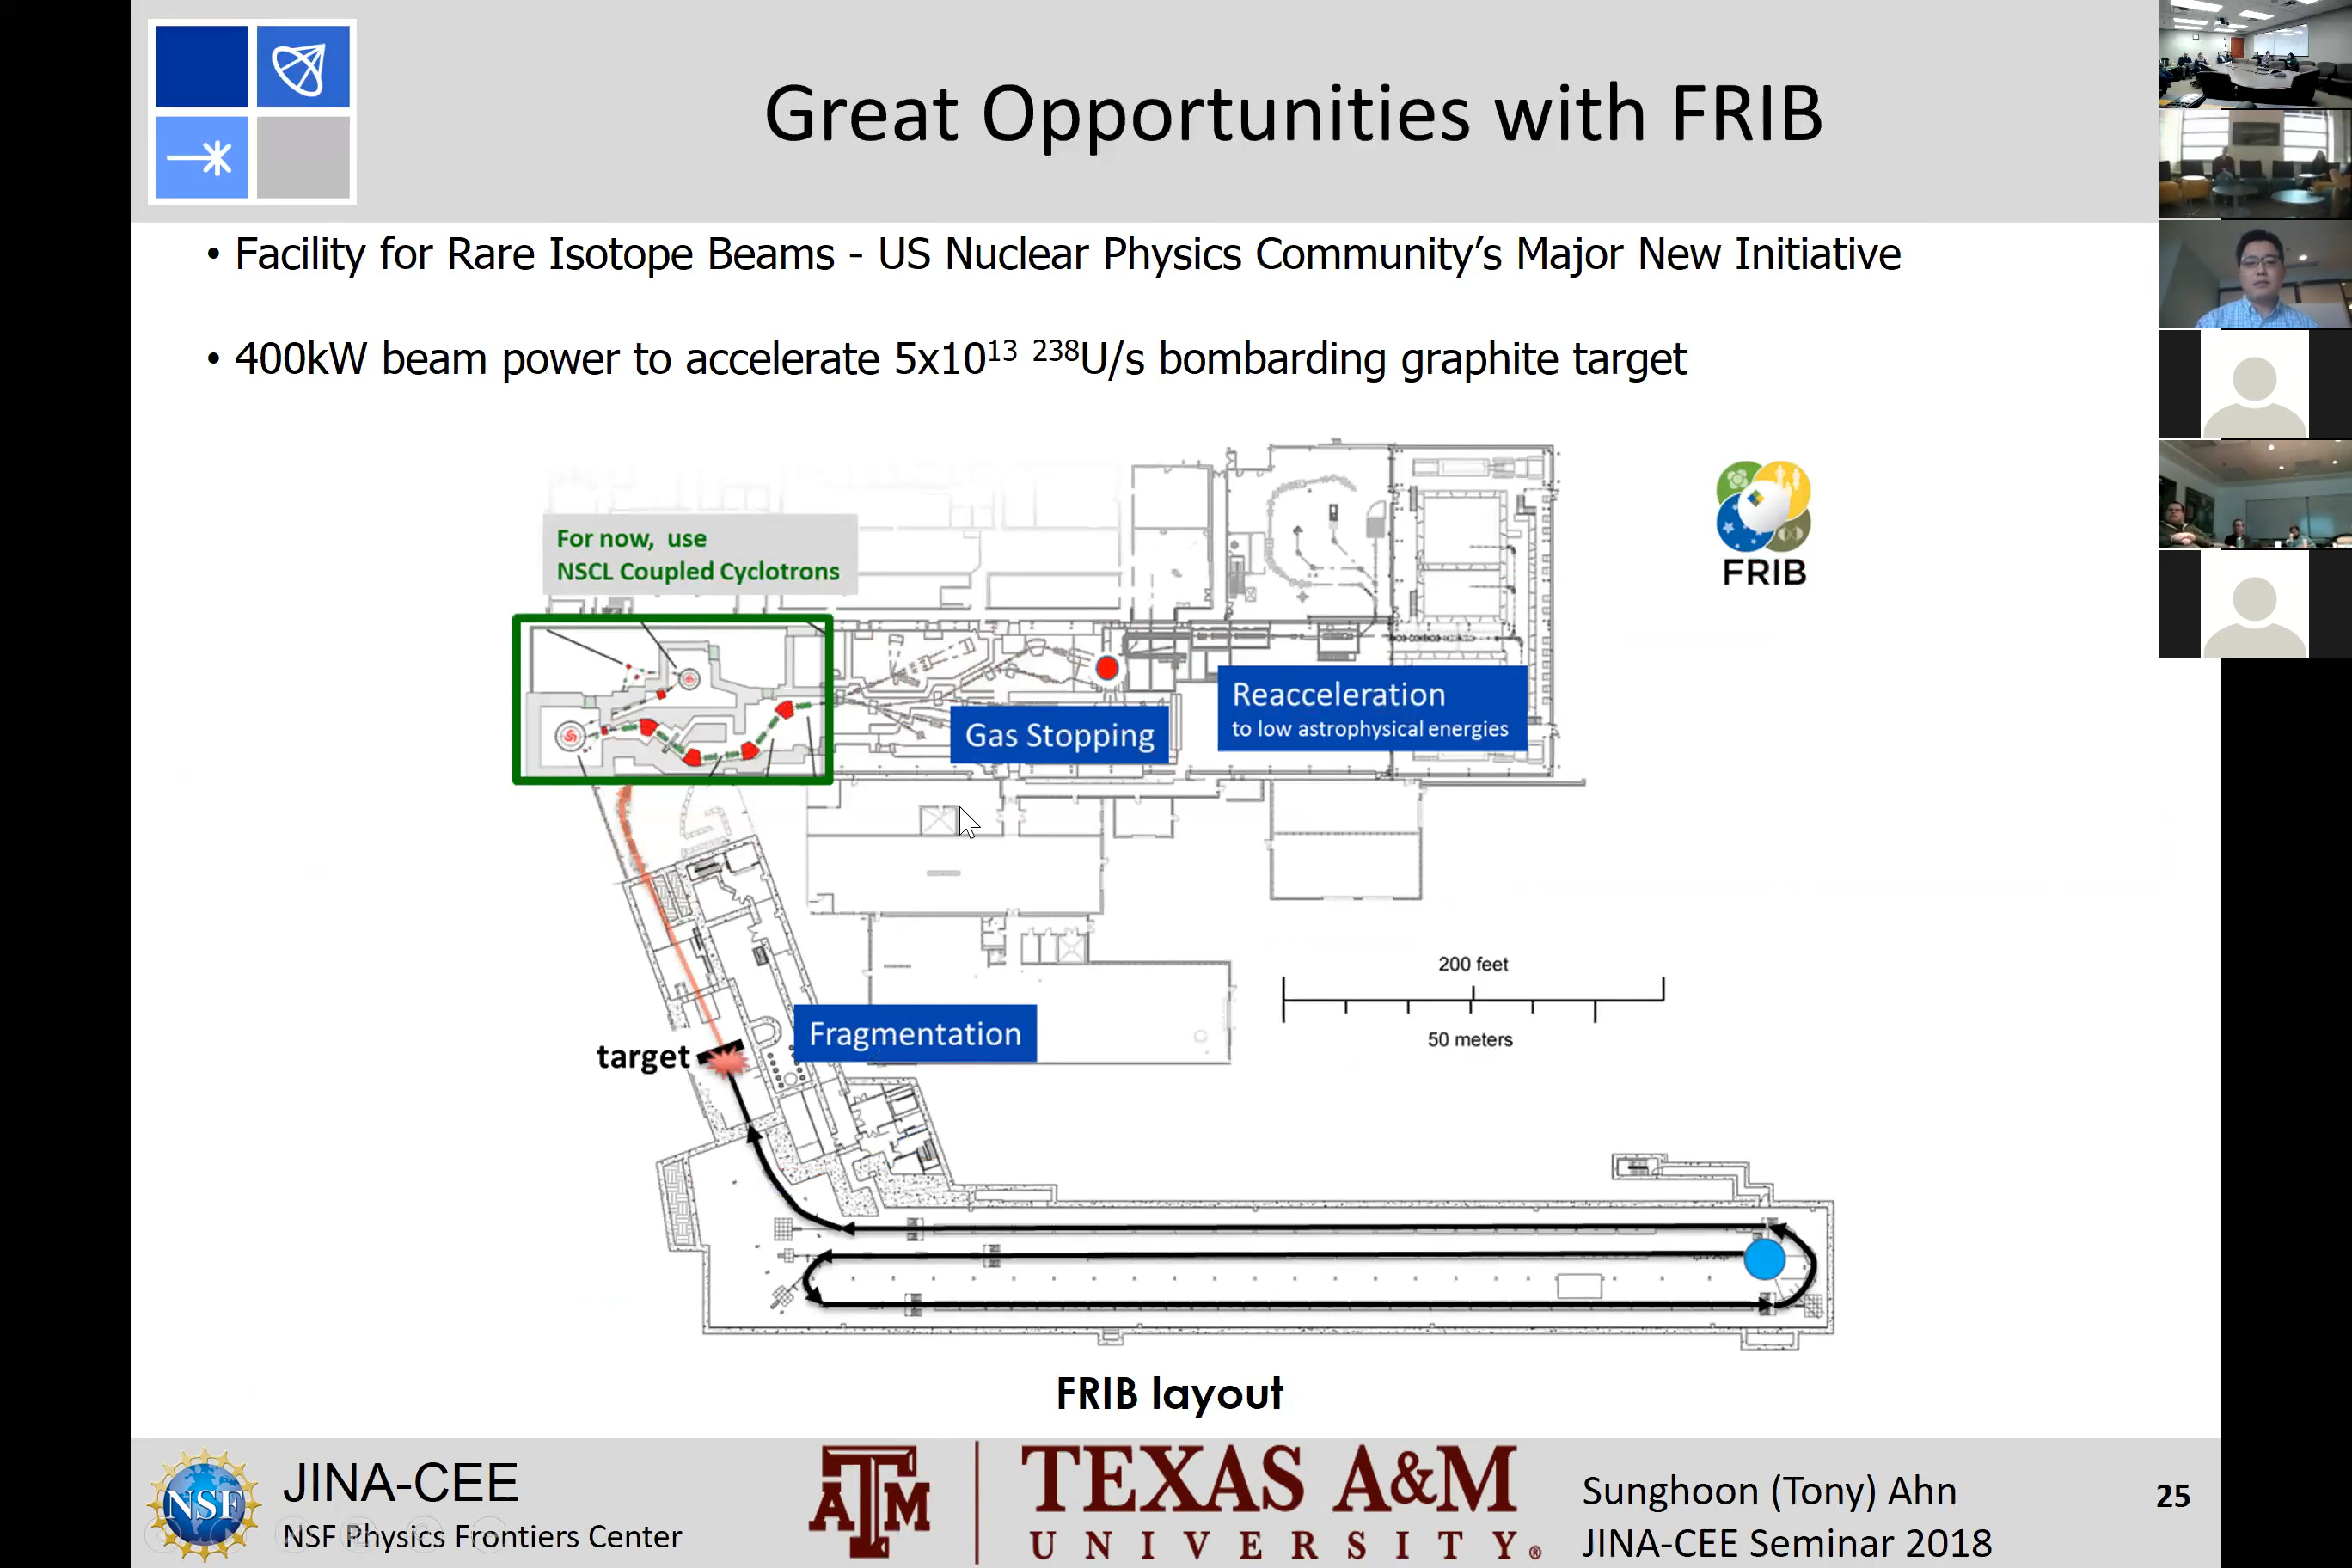 Great Opportunities with FRIB
• Facility for Rare Isotope Beams - US Nuclear Physics Community’s Major New Initiative
• 400kW beam power to accelerate 5x10¹³ ²³⁸U/s bombarding graphite target
For now, use
NSCL Coupled Cyclotrons
FRIB
Gas Stopping
Reacceleration
to low astrophysical energies
200 feet
50 meters
Fragmentation
target
FRIB layout
NSF
JINA-CEE
NSF Physics Frontiers Center
ATM
TEXAS A&M
UNIVERSITY®
Sunghoon (Tony) Ahn
JINA-CEE Seminar 2018
25